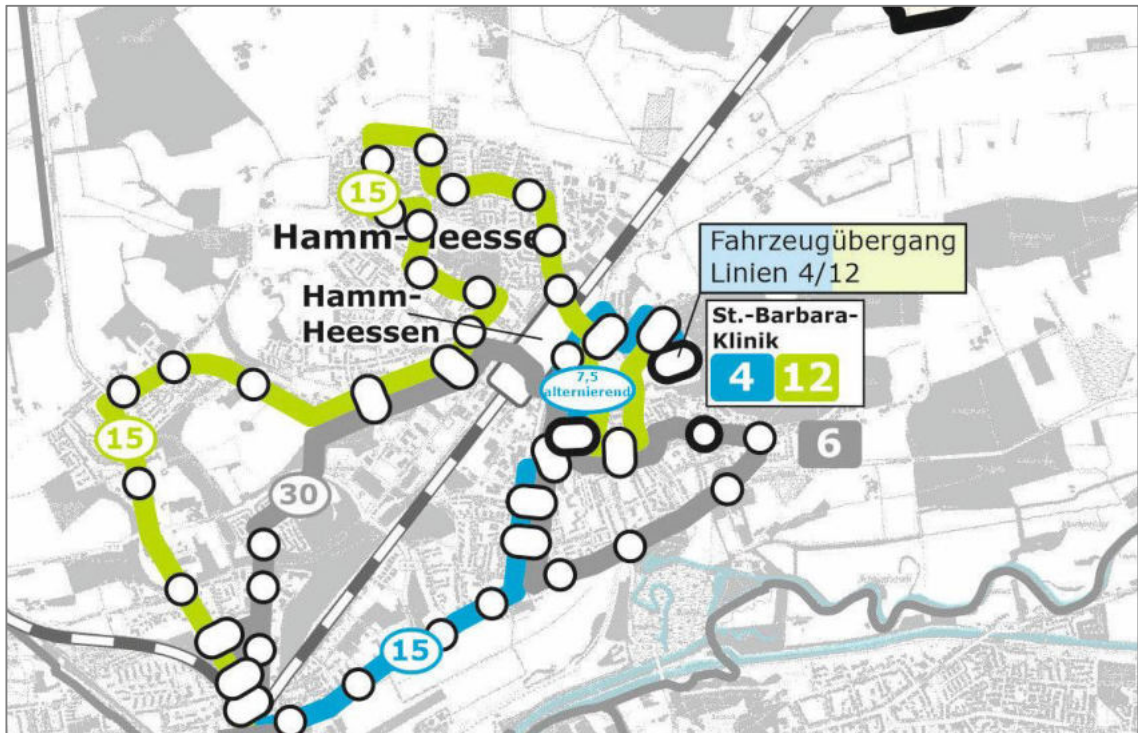 15
Hamm-Heessen
Fahrzeugübergang
Linien 4/12
Hamm-
Heessen
St.-Barbara-
Klinik
4 12
7,5
alternierend
15
6
30
15